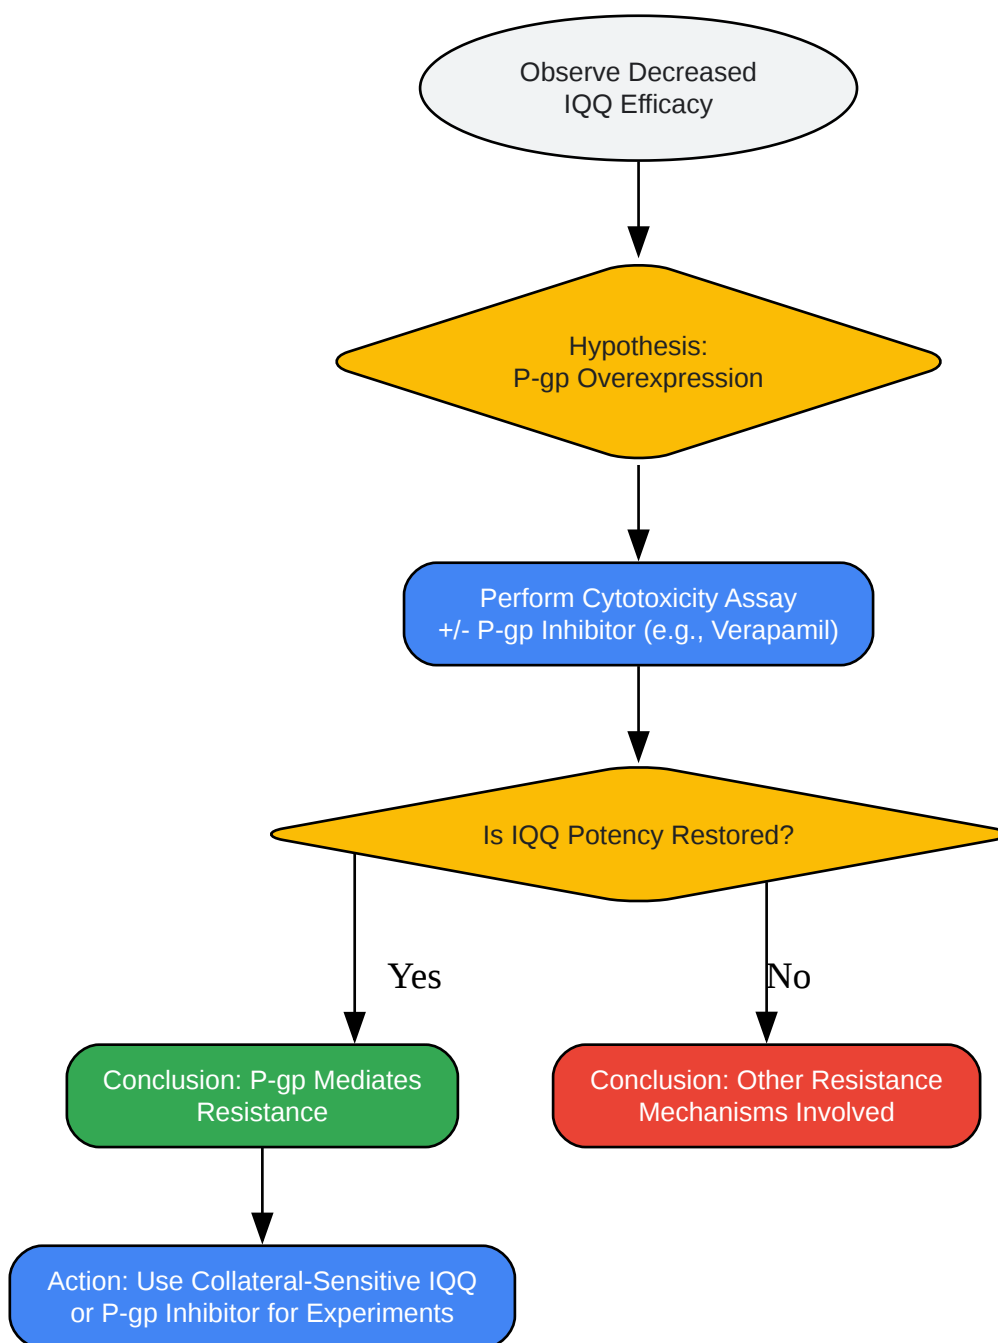 Observe Decreased
IQQ Efficacy
Hypothesis:
P-gp Overexpression
Perform Cytotoxicity Assay
+/- P-gp Inhibitor (e.g., Verapamil)
Is IQQ Potency Restored?
Yes
No
Conclusion: P-gp Mediates
Resistance
Conclusion: Other Resistance
Mechanisms Involved
Action: Use Collateral-Sensitive IQQ
or P-gp Inhibitor for Experiments